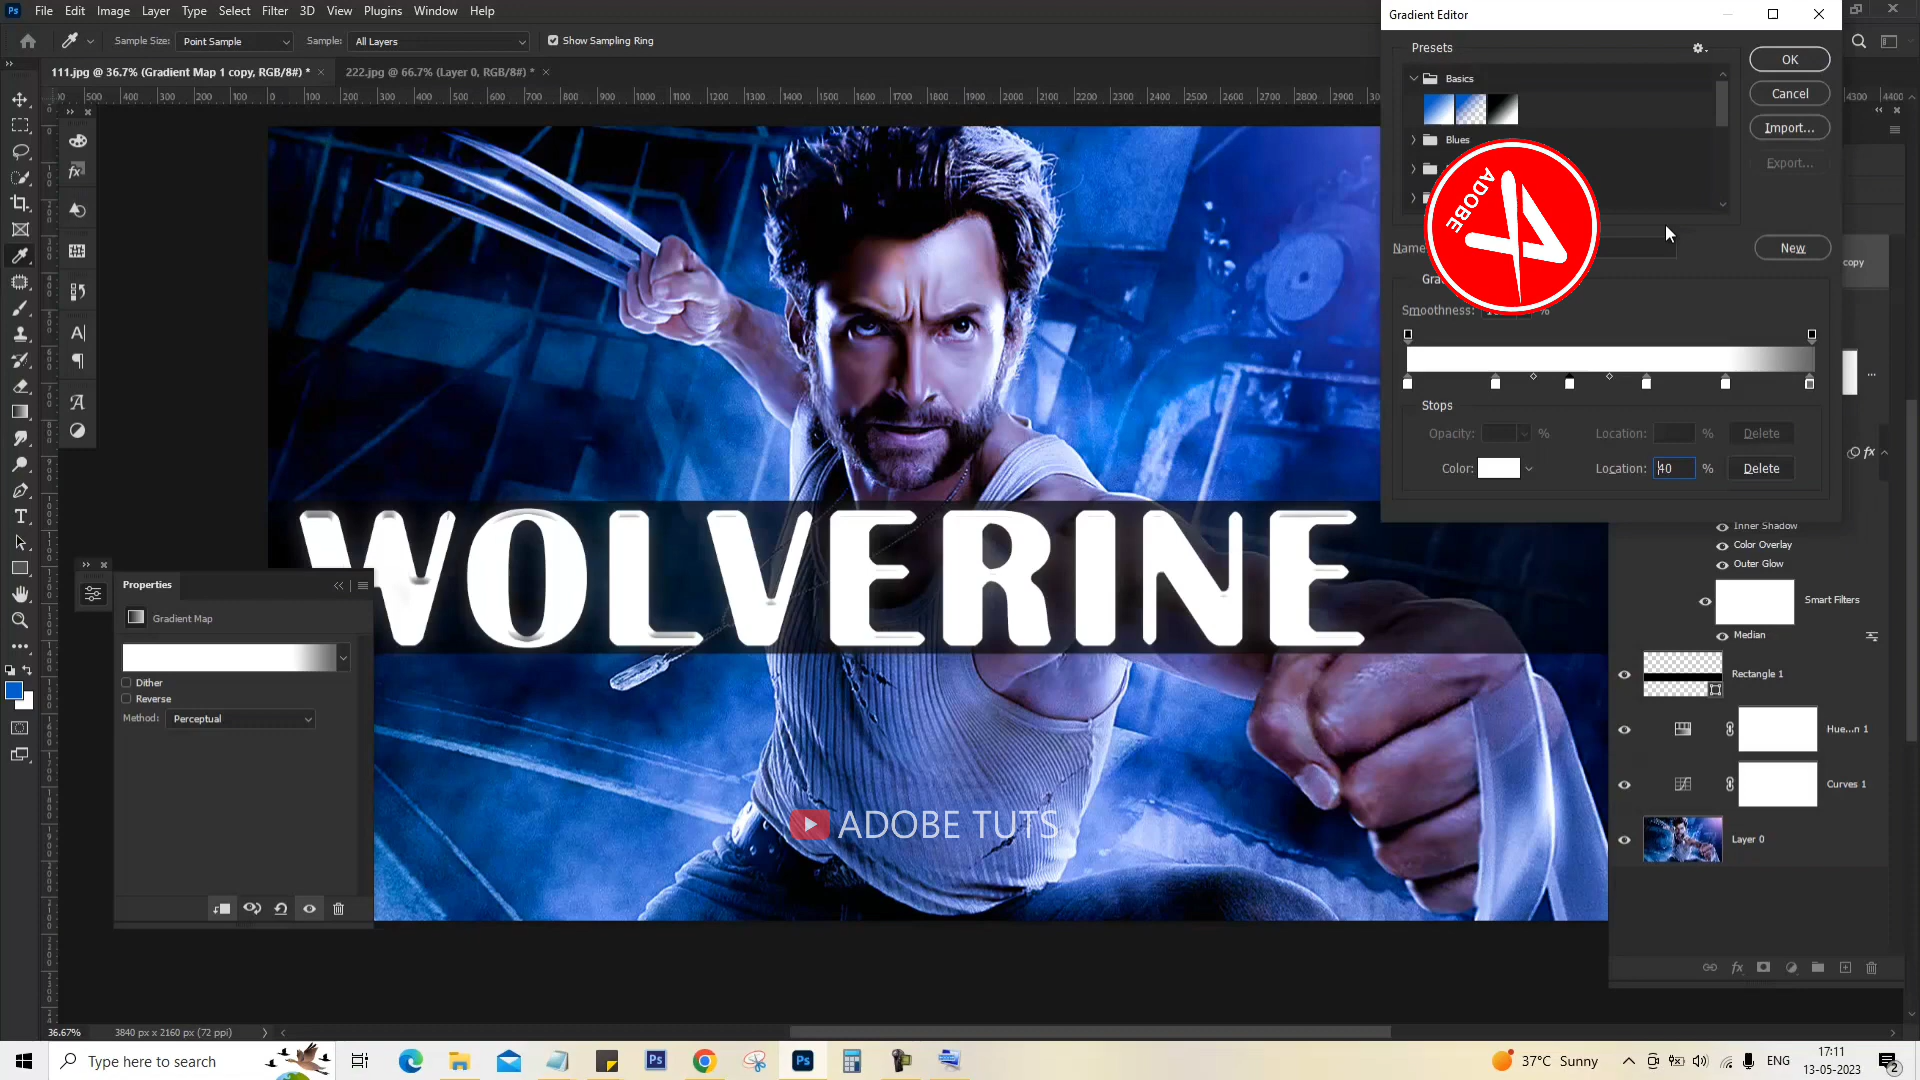 File Edit Image Layer Type Select Filter 3D View Plugins Window Help
Gradient Editor
Sample Size: Point Sample Sample: All Layers Show Sampling Ring
111.jpg @ 36.7% (Gradient Map 1 copy, RGB/8#) * × 222.jpg @ 66.7% (Layer 0, RGB/8#) * ×
Presets
Basics
Blues
OK
Cancel
Import...
Export...
ADOBE
Name
New
copy
Smoothness: %
Stops
Opacity: % Location: % Delete
Color: Location: 40 % Delete
WOLVERINE
Inner Shadow
Color Overlay
Outer Glow
Smart Filters
Median
Rectangle 1
Hue...n 1
Curves 1
Layer 0
Properties
Gradient Map
Dither
Reverse
Method: Perceptual
ADOBE TUTS
36.67% 3840 px x 2160 px (72 ppi)
Type here to search
37°C Sunny
ENG
17:11
13-05-2023